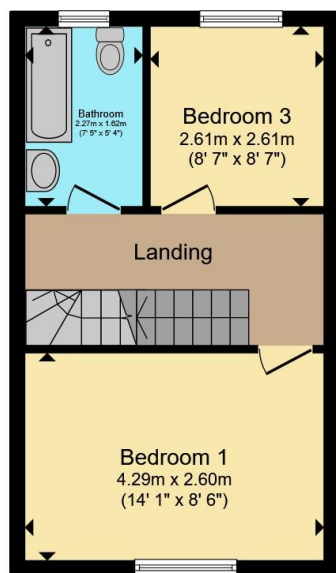 Bathroom
2.27m x 1.62m
(7' 5" x 5' 4")
Bedroom 3
2.61m x 2.61m
(8' 7" x 8' 7")
Landing
Bedroom 1
4.29m x 2.60m
(14' 1" x 8' 6")